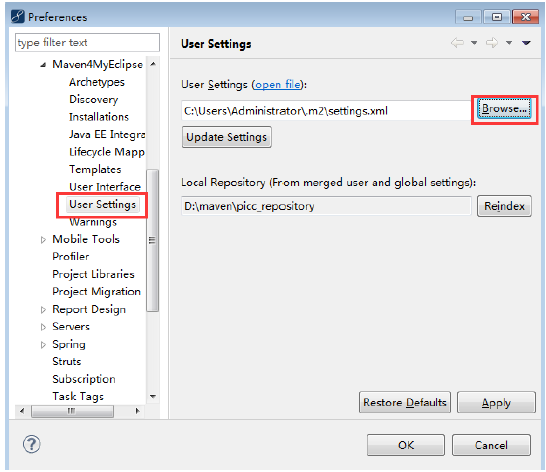 Preferences
type filter text
User Settings
Maven4MyEclipse
Archetypes
Discovery
Installations
Java EE Integra
Lifecycle Mapp
Templates
User Interface
User Settings
Warnings
Mobile Tools
Profiler
Project Libraries
Project Migration
Report Design
Servers
Spring
Struts
Subscription
Task Tags
User Settings (open file):
C:\Users\Administrator\.m2\settings.xml
Browse...
Update Settings
Local Repository (From merged user and global settings):
D:\maven\picc_repository
Reindex
Restore Defaults
Apply
?
OK
Cancel